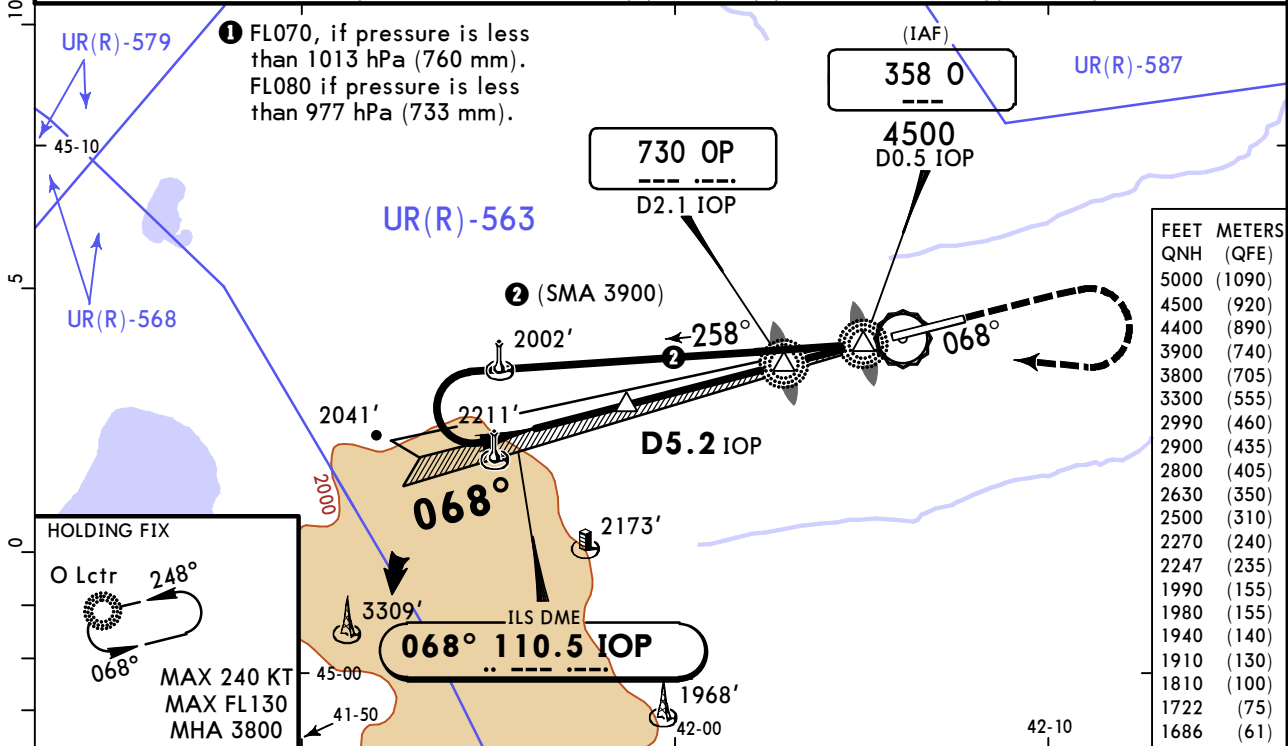 10
5
0
UR(R)-579
❶ FL070, if pressure is less
than 1013 hPa (760 mm).
FL080 if pressure is less
than 977 hPa (733 mm).
(IAF)
358 O
4500
D0.5 IOP
UR(R)-587
45-10
730 OP
D2.1 IOP
UR(R)-563
UR(R)-568
❷ (SMA 3900)
2002'
258°
❷
068°
2041'
2211'
D5.2 IOP
2000
068°
2173'
3309'
ILS DME
068° 110.5 IOP
1968'
45-00
41-50
42-00
42-10
HOLDING FIX
O Lctr
248°
068°
MAX 240 KT
MAX FL130
MHA 3800
FEET METERS
QNH (QFE)
5000 (1090)
4500 (920)
4400 (890)
3900 (740)
3800 (705)
3300 (555)
2990 (460)
2900 (435)
2800 (405)
2630 (350)
2500 (310)
2270 (240)
2247 (235)
1990 (155)
1980 (155)
1940 (140)
1910 (130)
1810 (100)
1722 (75)
1686 (61)